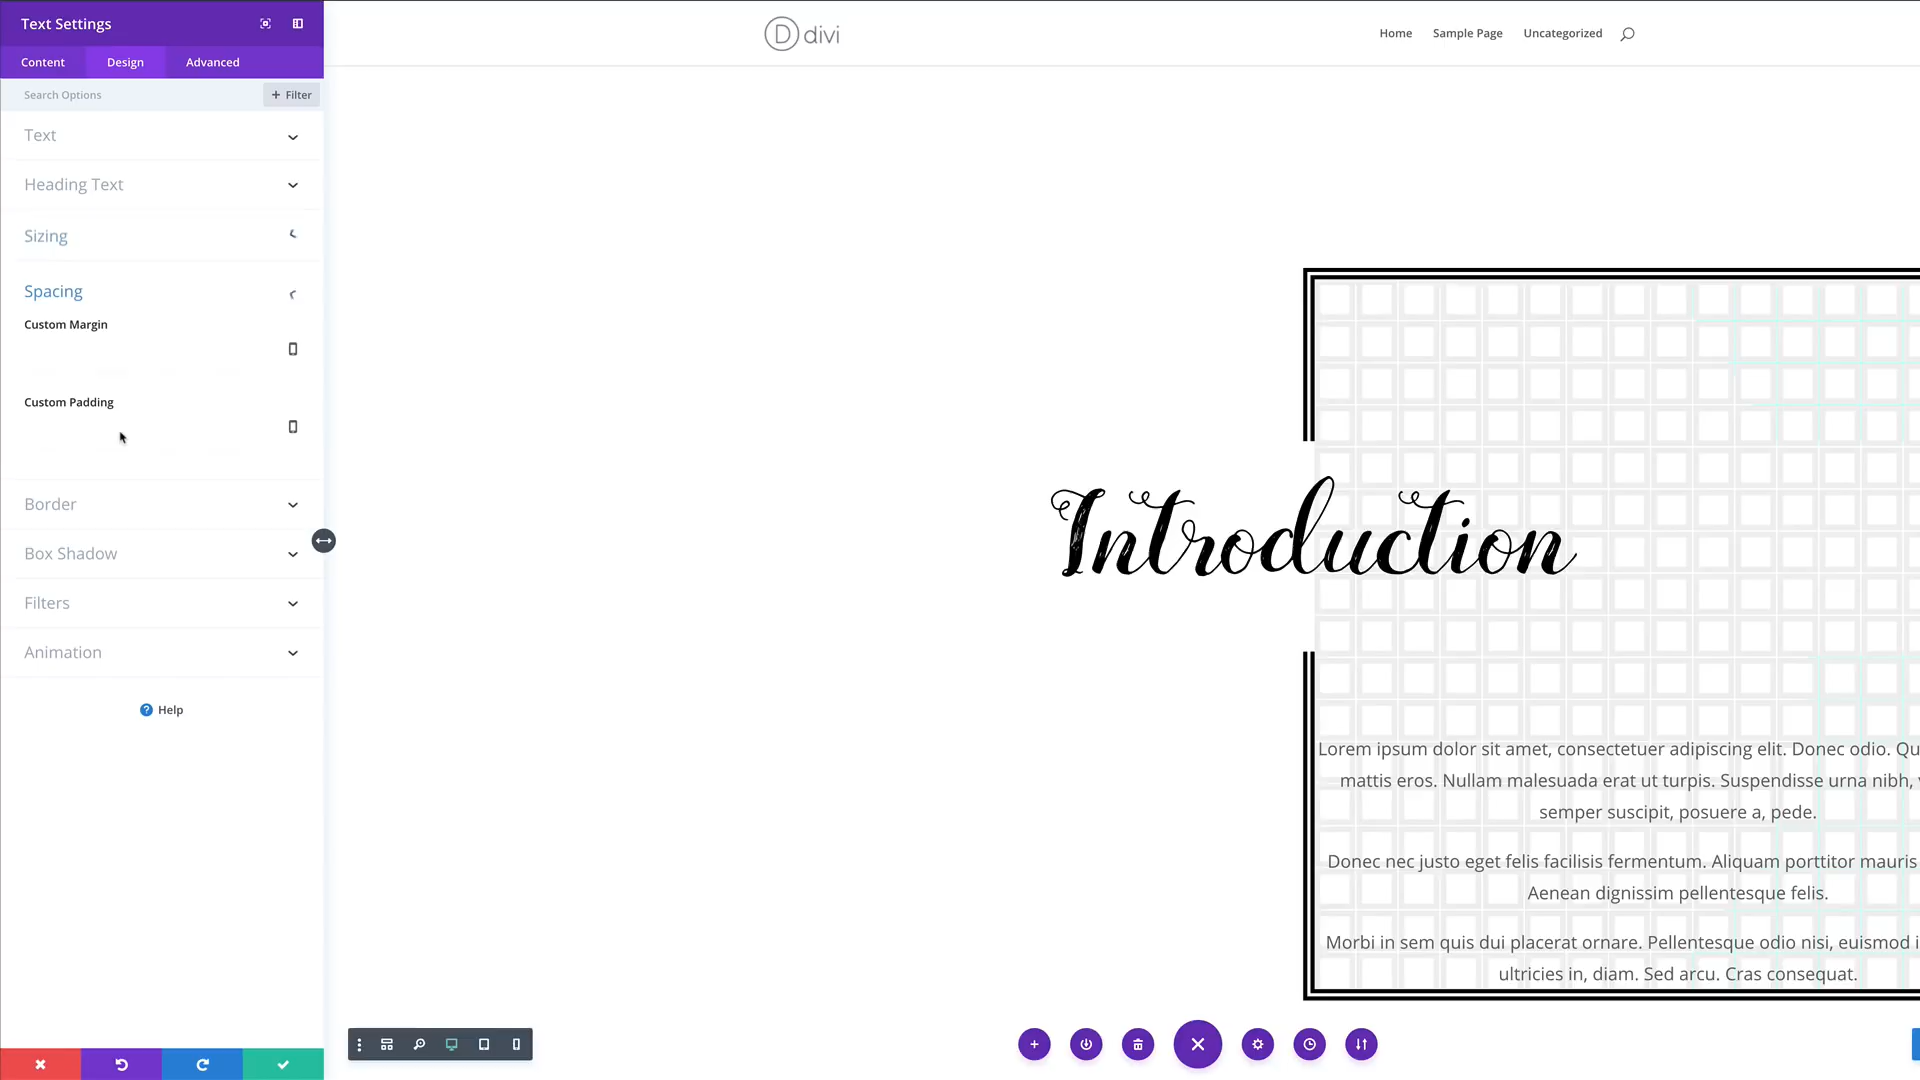 Text Settings
Content Design Advanced
Search Options
+ Filter
Text
Heading Text
Sizing
Spacing
Custom Margin
Custom Padding
Border
Box Shadow
Filters
Animation
? Help
D divi
Home Sample Page Uncategorized
Introduction
Lorem ipsum dolor sit amet, consectetuer adipiscing elit. Donec odio. Qu
mattis eros. Nullam malesuada erat ut turpis. Suspendisse urna nibh,
semper suscipit, posuere a, pede.
Donec nec justo eget felis facilisis fermentum. Aliquam porttitor mauris
Aenean dignissim pellentesque felis.
Morbi in sem quis dui placerat ornare. Pellentesque odio nisi, euismod i
ultricies in, diam. Sed arcu. Cras consequat.